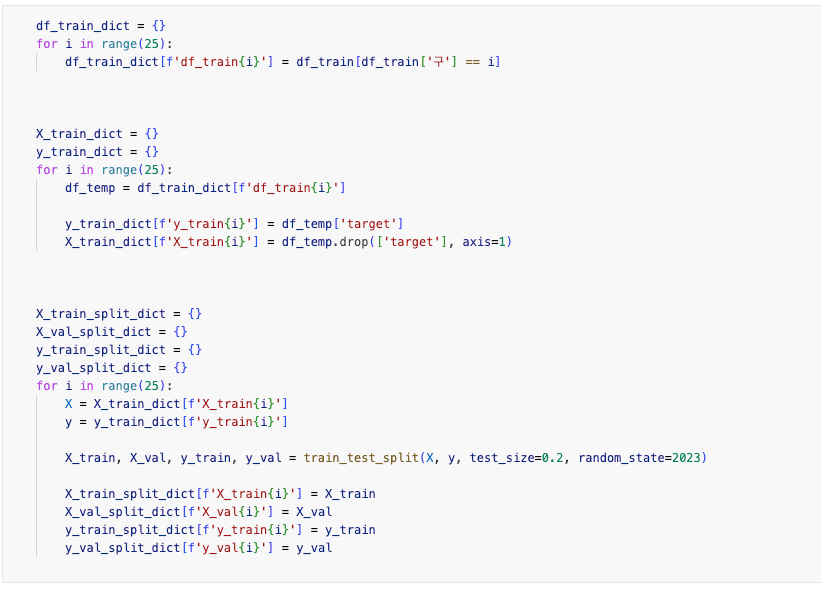 df_train_dict = {}
for i in range(25):
    df_train_dict[f'df_train{i}'] = df_train[df_train['구'] == i]
X_train_dict = {}
y_train_dict = {}
for i in range(25):
    df_temp = df_train_dict[f'df_train{i}']
    y_train_dict[f'y_train{i}'] = df_temp['target']
    X_train_dict[f'X_train{i}'] = df_temp.drop(['target'], axis=1)
X_train_split_dict = {}
X_val_split_dict = {}
y_train_split_dict = {}
y_val_split_dict = {}
for i in range(25):
    X = X_train_dict[f'X_train{i}']
    y = y_train_dict[f'y_train{i}']
    X_train, X_val, y_train, y_val = train_test_split(X, y, test_size=0.2, random_state=2023)
    X_train_split_dict[f'X_train{i}'] = X_train
    X_val_split_dict[f'X_val{i}'] = X_val
    y_train_split_dict[f'y_train{i}'] = y_train
    y_val_split_dict[f'y_val{i}'] = y_val